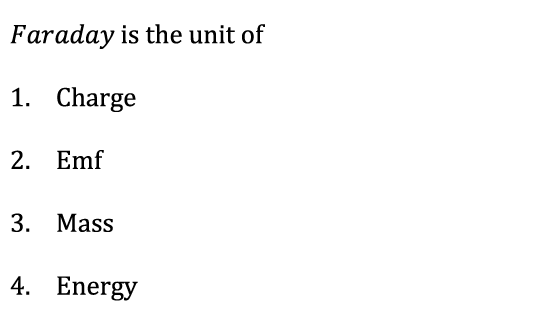 Faraday is the unit of
1. Charge
2. Emf
3. Mass
4. Energy